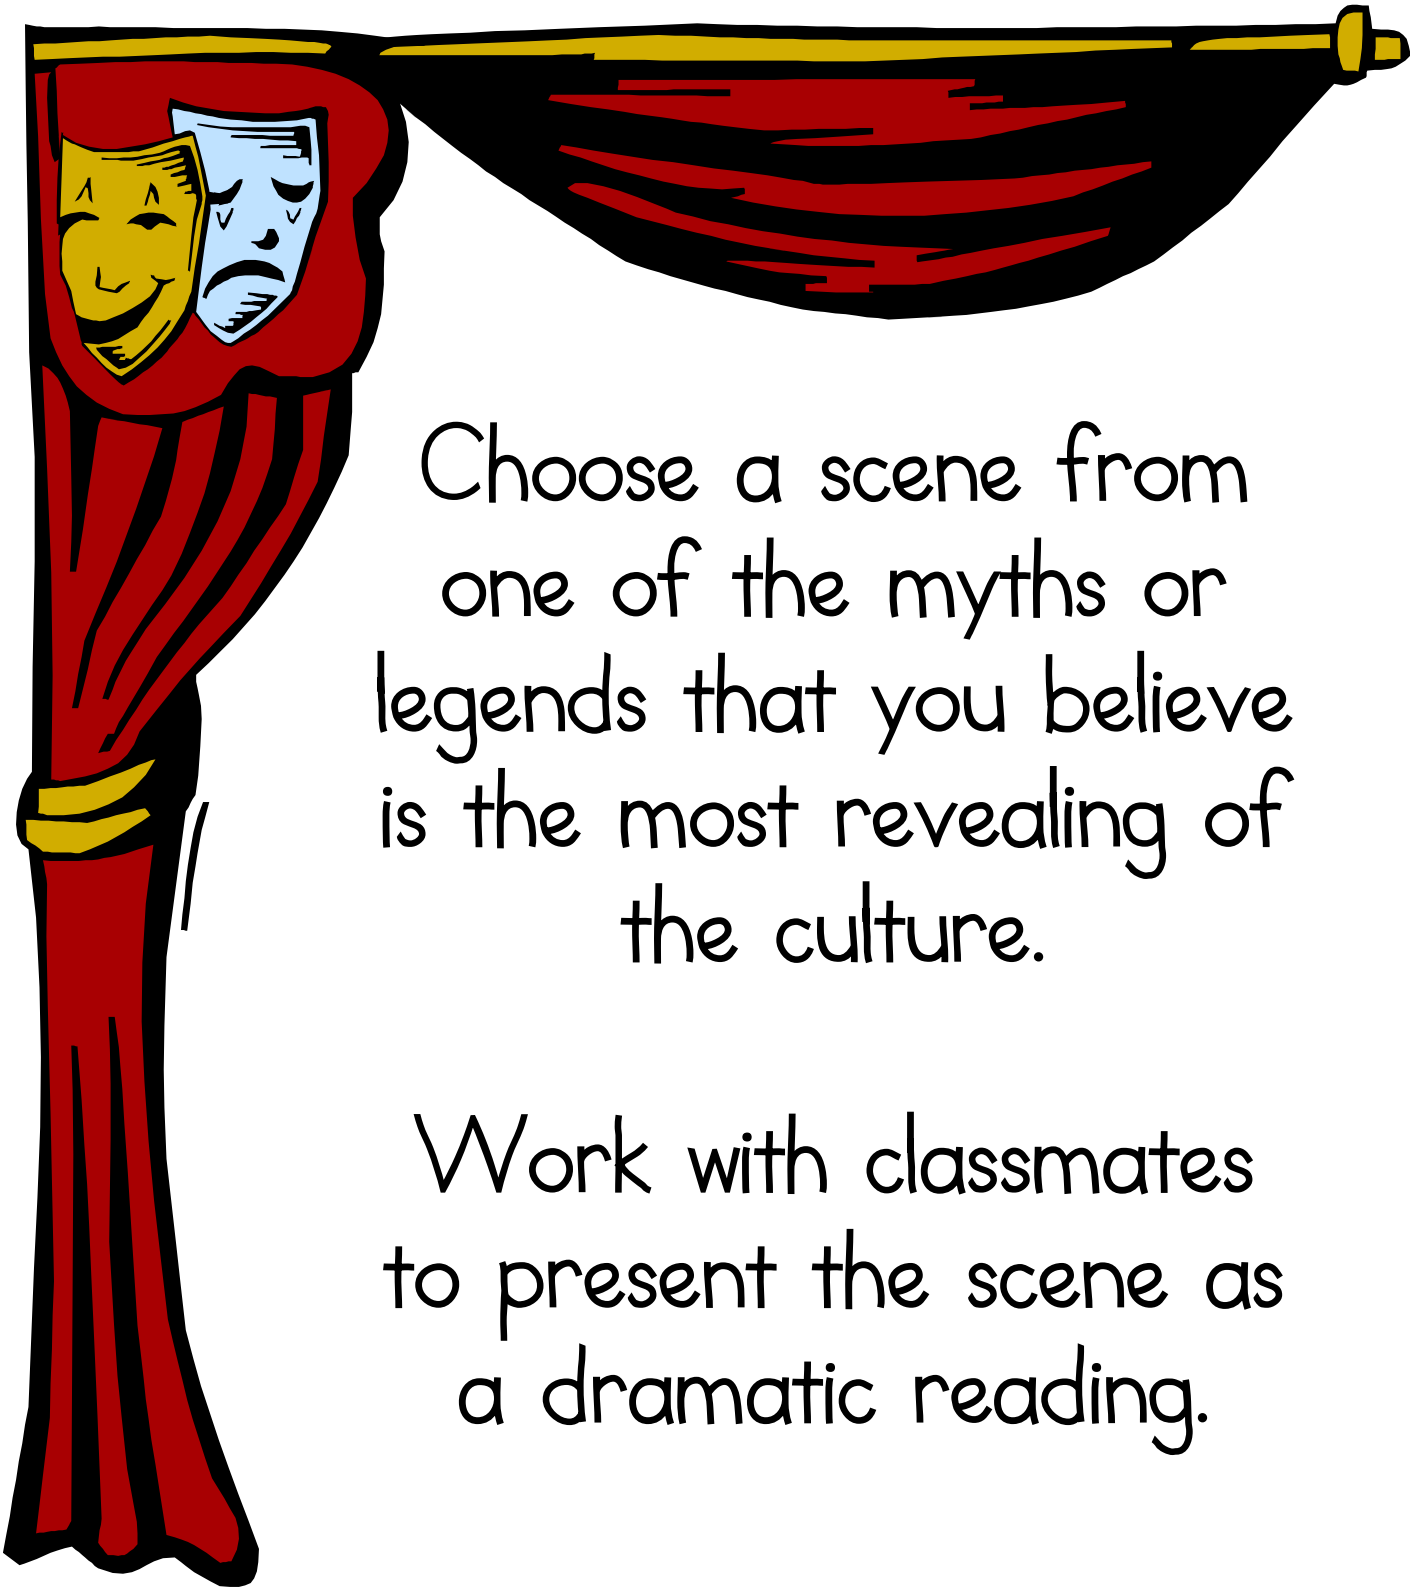 Choose a scene from
one of the myths or
legends that you believe
is the most revealing of
the culture.
Work with classmates
to present the scene as
a dramatic reading.